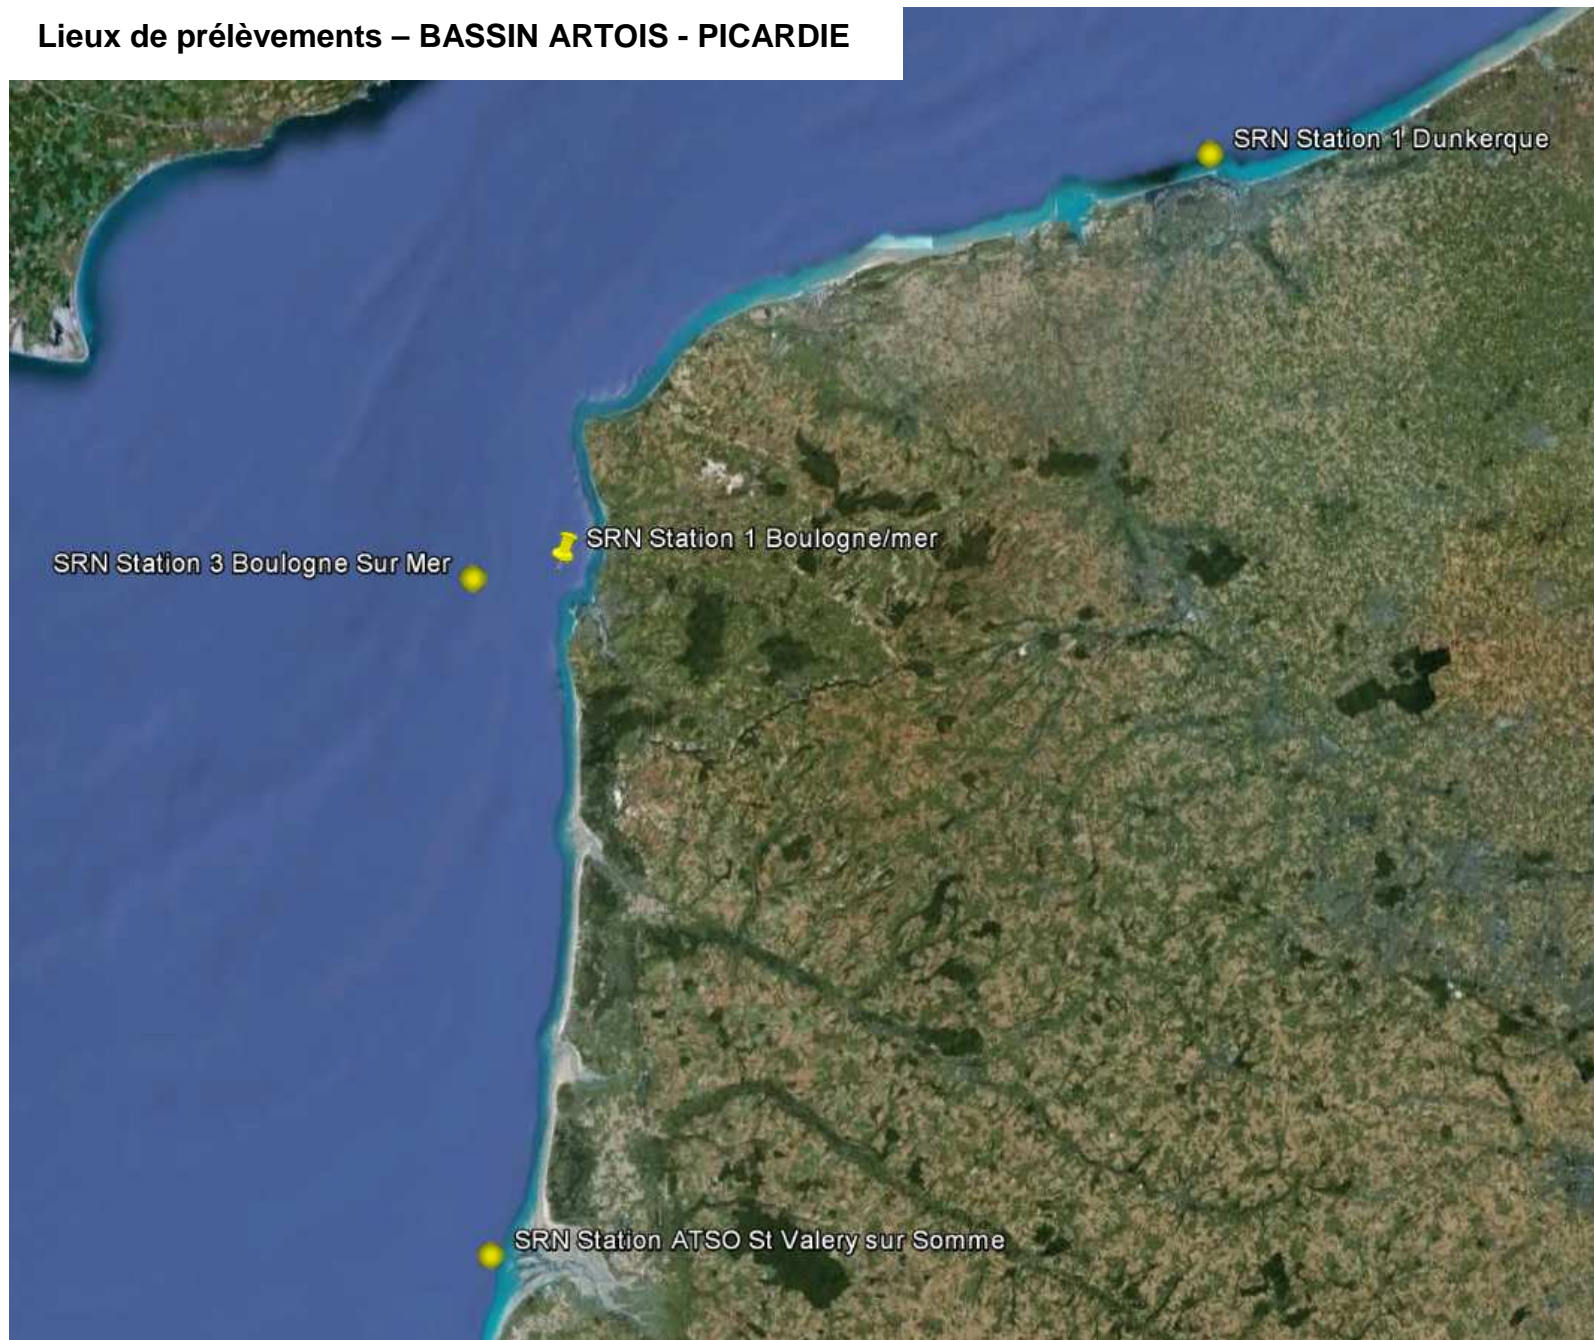 Lieux de prélèvements – BASSIN ARTOIS - PICARDIE
SRN Station 1 Dunkerque
SRN Station 1 Boulogne/mer
SRN Station 3 Boulogne Sur Mer
SRN Station ATSO St Valery sur Somme